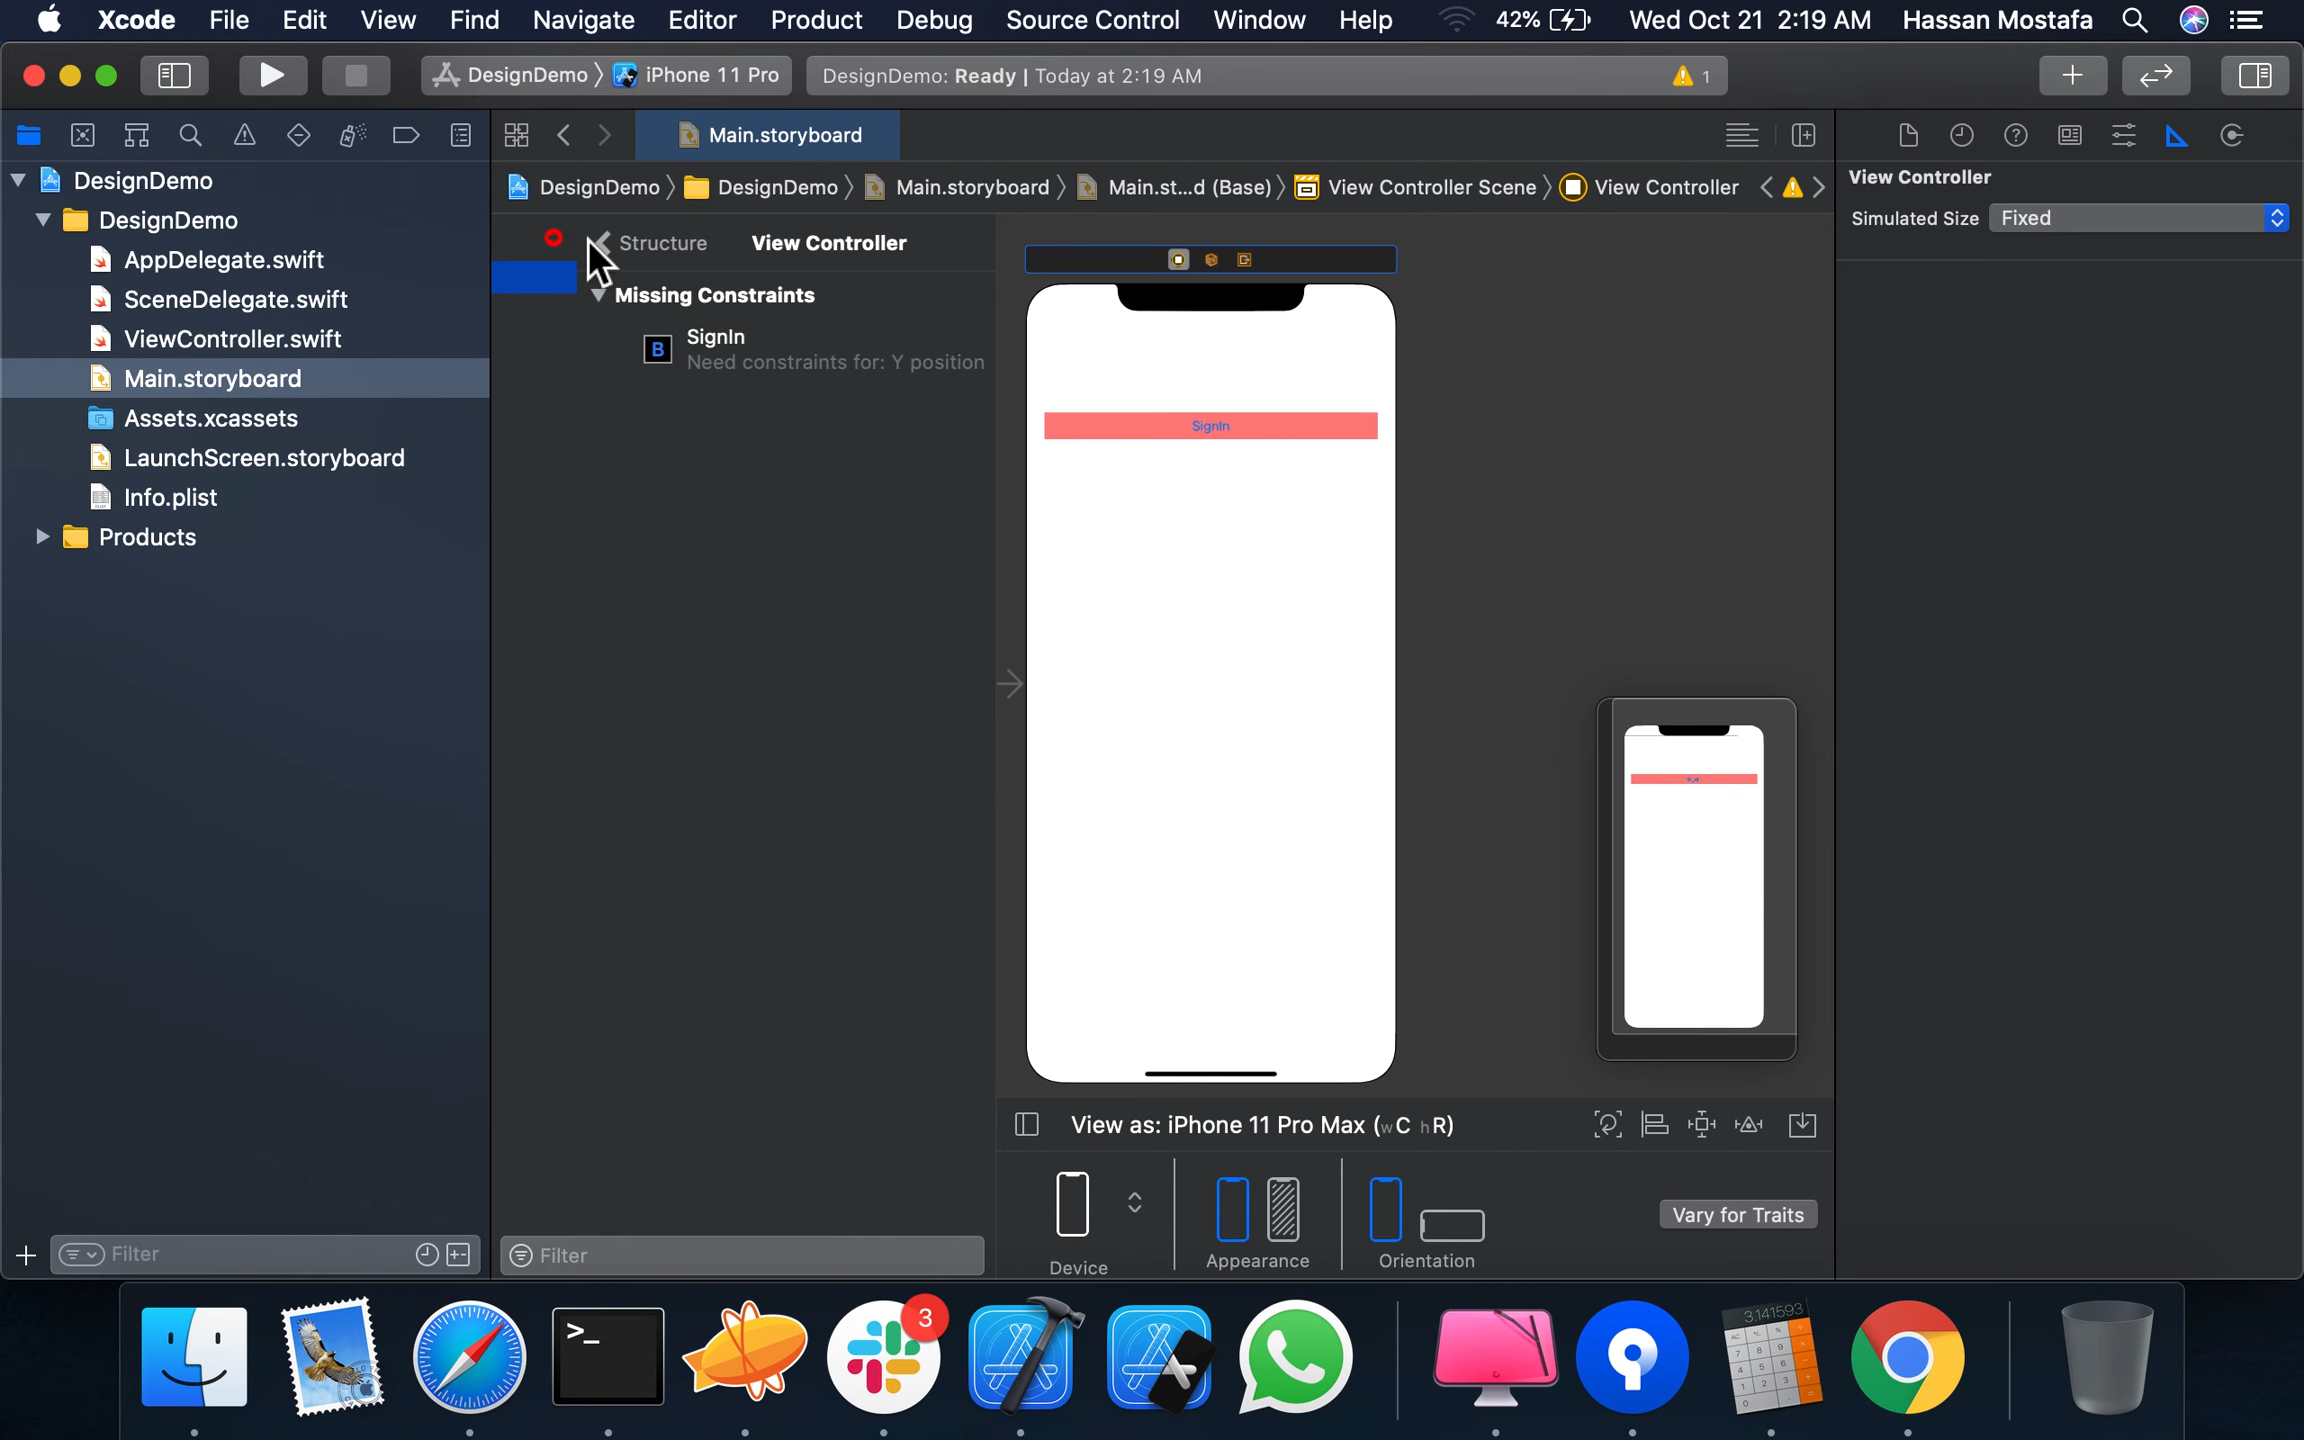 Xcode File Edit View Find Navigate Editor Product Debug Source Control Window Help 42% Wed Oct 21 2:19 AM Hassan Mostafa
DesignDemo 〉 iPhone 11 Pro
DesignDemo: Ready | Today at 2:19 AM
1
Main.storyboard
DesignDemo 〉 DesignDemo 〉 Main.storyboard 〉 Main.st...d (Base) 〉 View Controller Scene 〉 View Controller
DesignDemo
DesignDemo
AppDelegate.swift
SceneDelegate.swift
ViewController.swift
Main.storyboard
Assets.xcassets
LaunchScreen.storyboard
Info.plist
Products
Filter
Structure View Controller
Missing Constraints
B
SignIn
Need constraints for: Y position
Filter
SignIn
View as: iPhone 11 Pro Max (wC hR)
Device
Appearance
Orientation
Vary for Traits
View Controller
Simulated Size Fixed
>_
3
3.141593